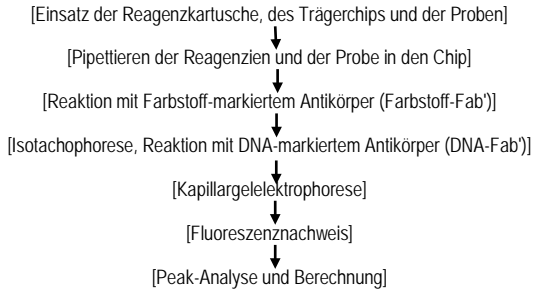 [Einsatz der Reagenzkartusche, des Trägerchips und der Proben]
[Pipettieren der Reagenzien und der Probe in den Chip]
[Reaktion mit Farbstoff-markiertem Antikörper (Farbstoff-Fab')]
[Isotachophorese, Reaktion mit DNA-markiertem Antikörper (DNA-Fab')]
[Kapillargelelektrophorese]
[Fluoreszenznachweis]
[Peak-Analyse und Berechnung]